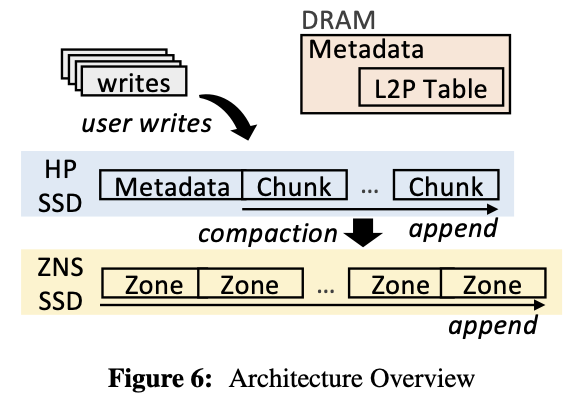 DRAM
Metadata
L2P Table
writes
user writes
HP
SSD
Metadata
Chunk
...
Chunk
append
compaction
ZNS
SSD
Zone
Zone
...
Zone
Zone
append
Figure 6: Architecture Overview